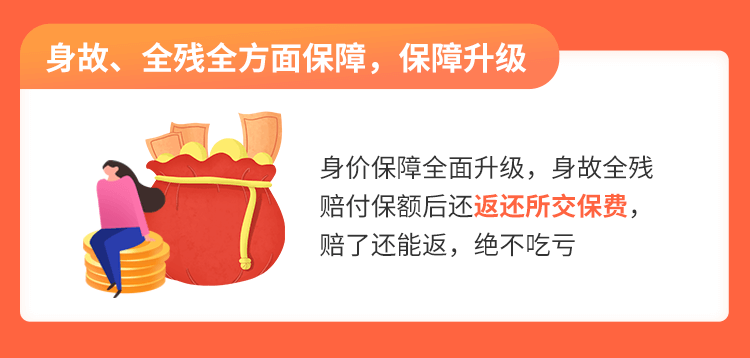 身故、全残全方面保障，保障升级
身价保障全面升级，身故全残
赔付保额后还返还所交保费，
赔了还能返，绝不吃亏